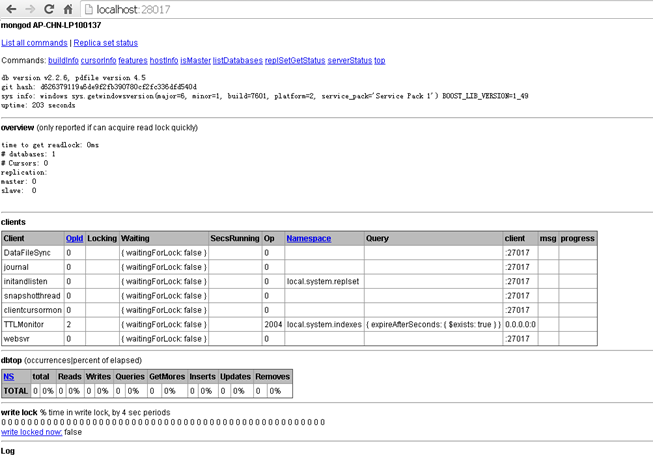 localhost:28017
mongod AP-CHN-LP100137
List all commands | Replica set status
Commands: buildInfo cursorInfo features hostInfo isMaster listDatabases replSetGetStatus serverStatus top
db version v2.2.6, pdfile version 4.5
git hash: d626379119a6de9f2fb390780cf2fc336dfd540d
sys info: windows sys.getwindowsversion(major=6, minor=1, build=7601, platform=2, service_pack='Service Pack 1') BOOST_LIB_VERSION=1_49
uptime: 203 seconds
overview (only reported if can acquire read lock quickly)
time to get readlock: 0ms
# databases: 1
# Cursors: 0
replication:
master: 0
slave: 0
clients
Client OpId Locking Waiting SecsRunning Op Namespace Query client msg progress
DataFileSync 0 { waitingForLock: false } 0 :27017
journal 0 { waitingForLock: false } 0 :27017
initandlisten 0 { waitingForLock: false } 0 local.system.replset :27017
snapshotthread 0 { waitingForLock: false } 0 :27017
clientcursormon 0 { waitingForLock: false } 0 :27017
TTLMonitor 2 { waitingForLock: false } 2004 local.system.indexes { expireAfterSeconds: { $exists: true } } 0.0.0.0:0
websvr 0 { waitingForLock: false } 0 :27017
dbtop (occurrences|percent of elapsed)
NS total Reads Writes Queries GetMores Inserts Updates Removes
TOTAL 0 0% 0 0% 0 0% 0 0% 0 0% 0 0% 0 0% 0 0%
write lock % time in write lock, by 4 sec periods
0 0 0 0 0 0 0 0 0 0 0 0 0 0 0 0 0 0 0 0 0 0 0 0 0 0 0 0 0 0 0 0 0 0 0 0 0 0 0 0 0 0 0 0 0 0 0 0 0 0 0 0 0 0 0 0
write locked now: false
Log